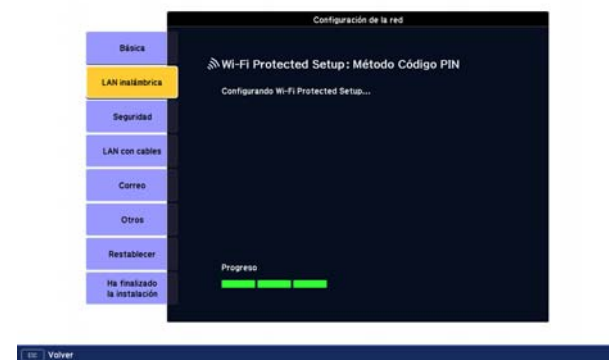 Configuración de la red
Básica
LAN inalámbrica
Seguridad
LAN con cables
Correo
Otros
Restablecer
Ha finalizado
la instalación
Wi-Fi Protected Setup: Método Código PIN
Configurando Wi-Fi Protected Setup...
Progreso
ESC Volver